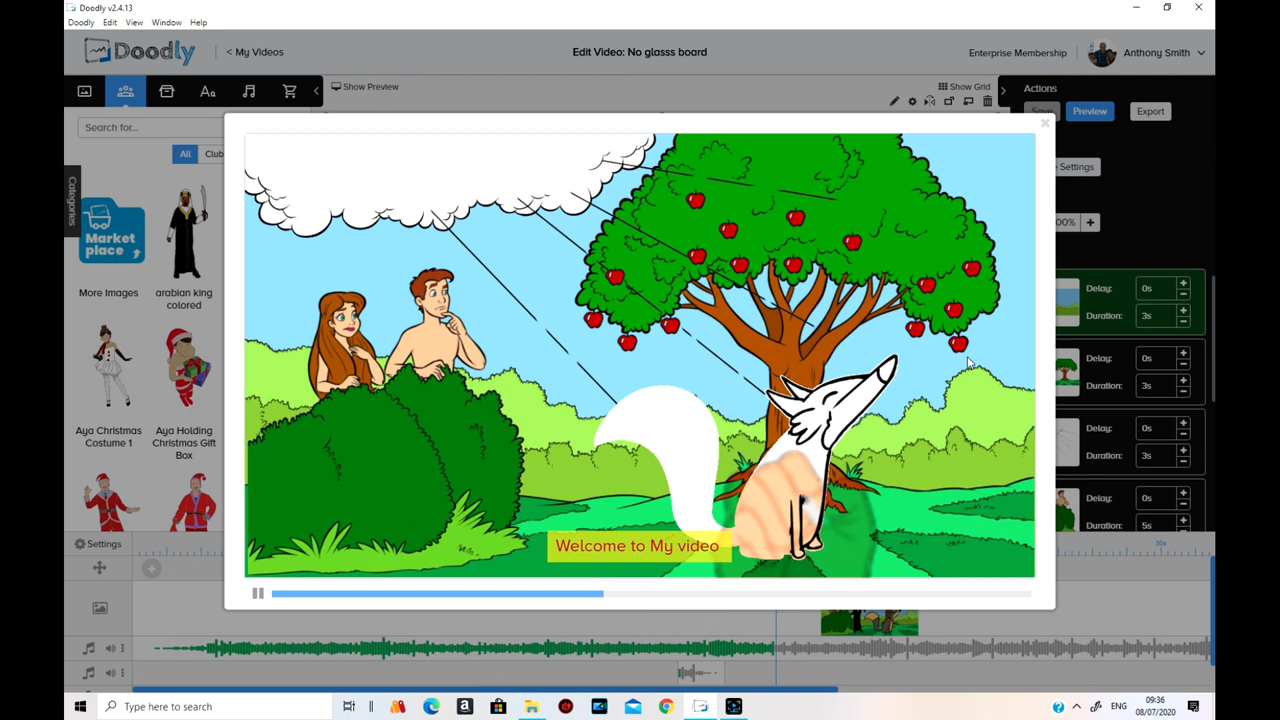 Doodly v2.4.13
Doodly Edit View Window Help
Doodly
< My Videos
Edit Video: No glasss board
Enterprise Membership
Anthony Smith
Aa
Show Preview
Show Grid
Actions
Save
Preview
Export
Search for...
All
Club
Settings
Categories
Market
place
00%
More Images
arabian king
colored
Delay:
0s
Duration:
3s
Delay:
0s
Duration:
3s
Aya Christmas
Costume 1
Aya Holding
Christmas Gift
Box
Delay:
0s
Duration:
3s
Delay:
0s
Duration:
5s
Welcome to My video
Settings
Type here to search
ENG
09:36
08/07/2020